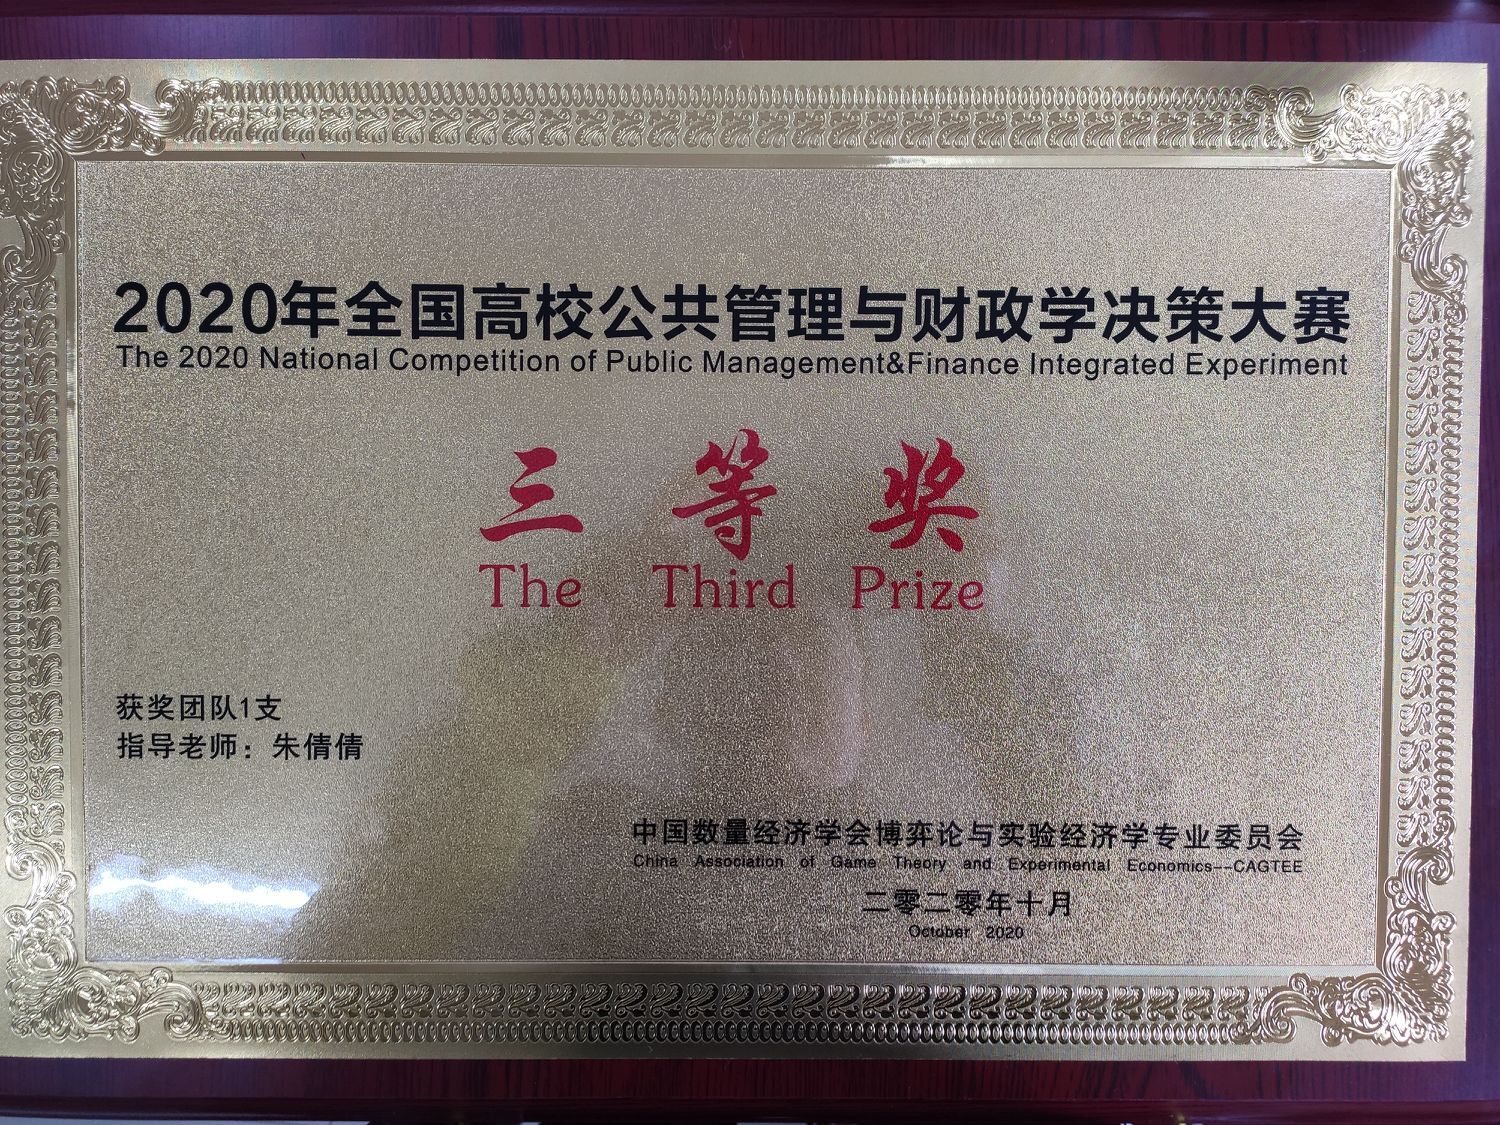 2020年全国高校公共管理与财政学决策大赛
The 2020 National Competition of Public Management&Finance Integrated Experiment
三等奖
The Third Prize
获奖团队1支
指导老师：朱倩倩
中国数量经济学会博弈论与实验经济学专业委员会
China Association of Game Theory and Experimental Economics--CAGTEE
二零二零年十月
October 2020